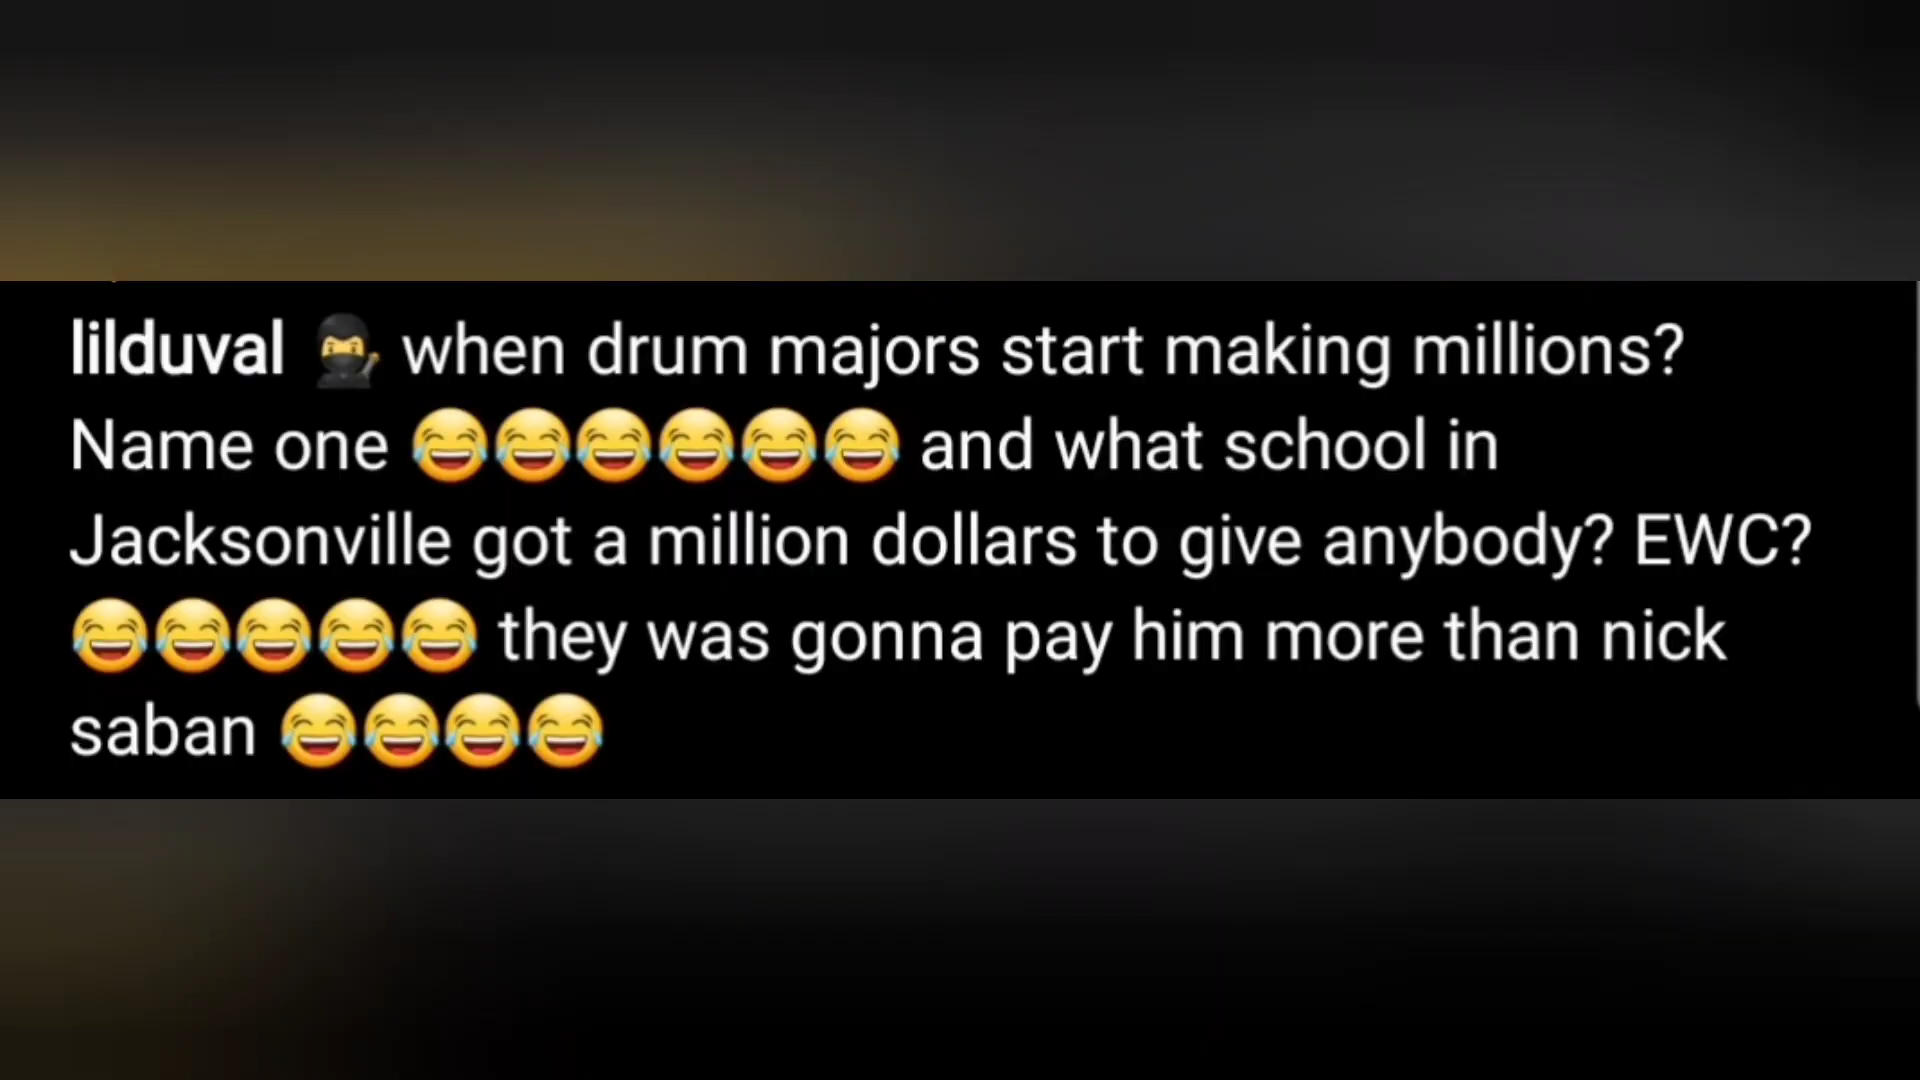 lilduval 🥷 when drum majors start making millions?
Name one 😂😂😂😂😂😂 and what school in
Jacksonville got a million dollars to give anybody? EWC?
😂😂😂😂😂 they was gonna pay him more than nick
saban 😂😂😂😂